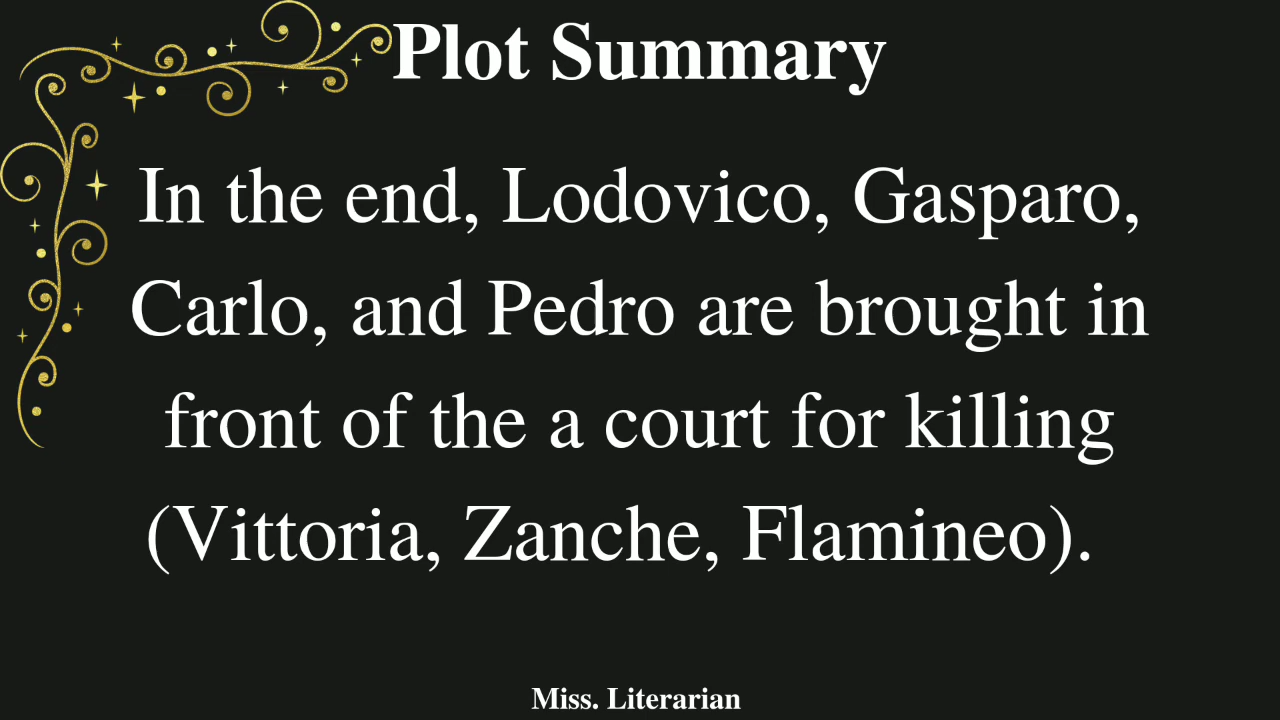 Plot Summary
In the end, Lodovico, Gasparo,
Carlo, and Pedro are brought in
front of the a court for killing
(Vittoria, Zanche, Flamineo).
Miss. Literarian